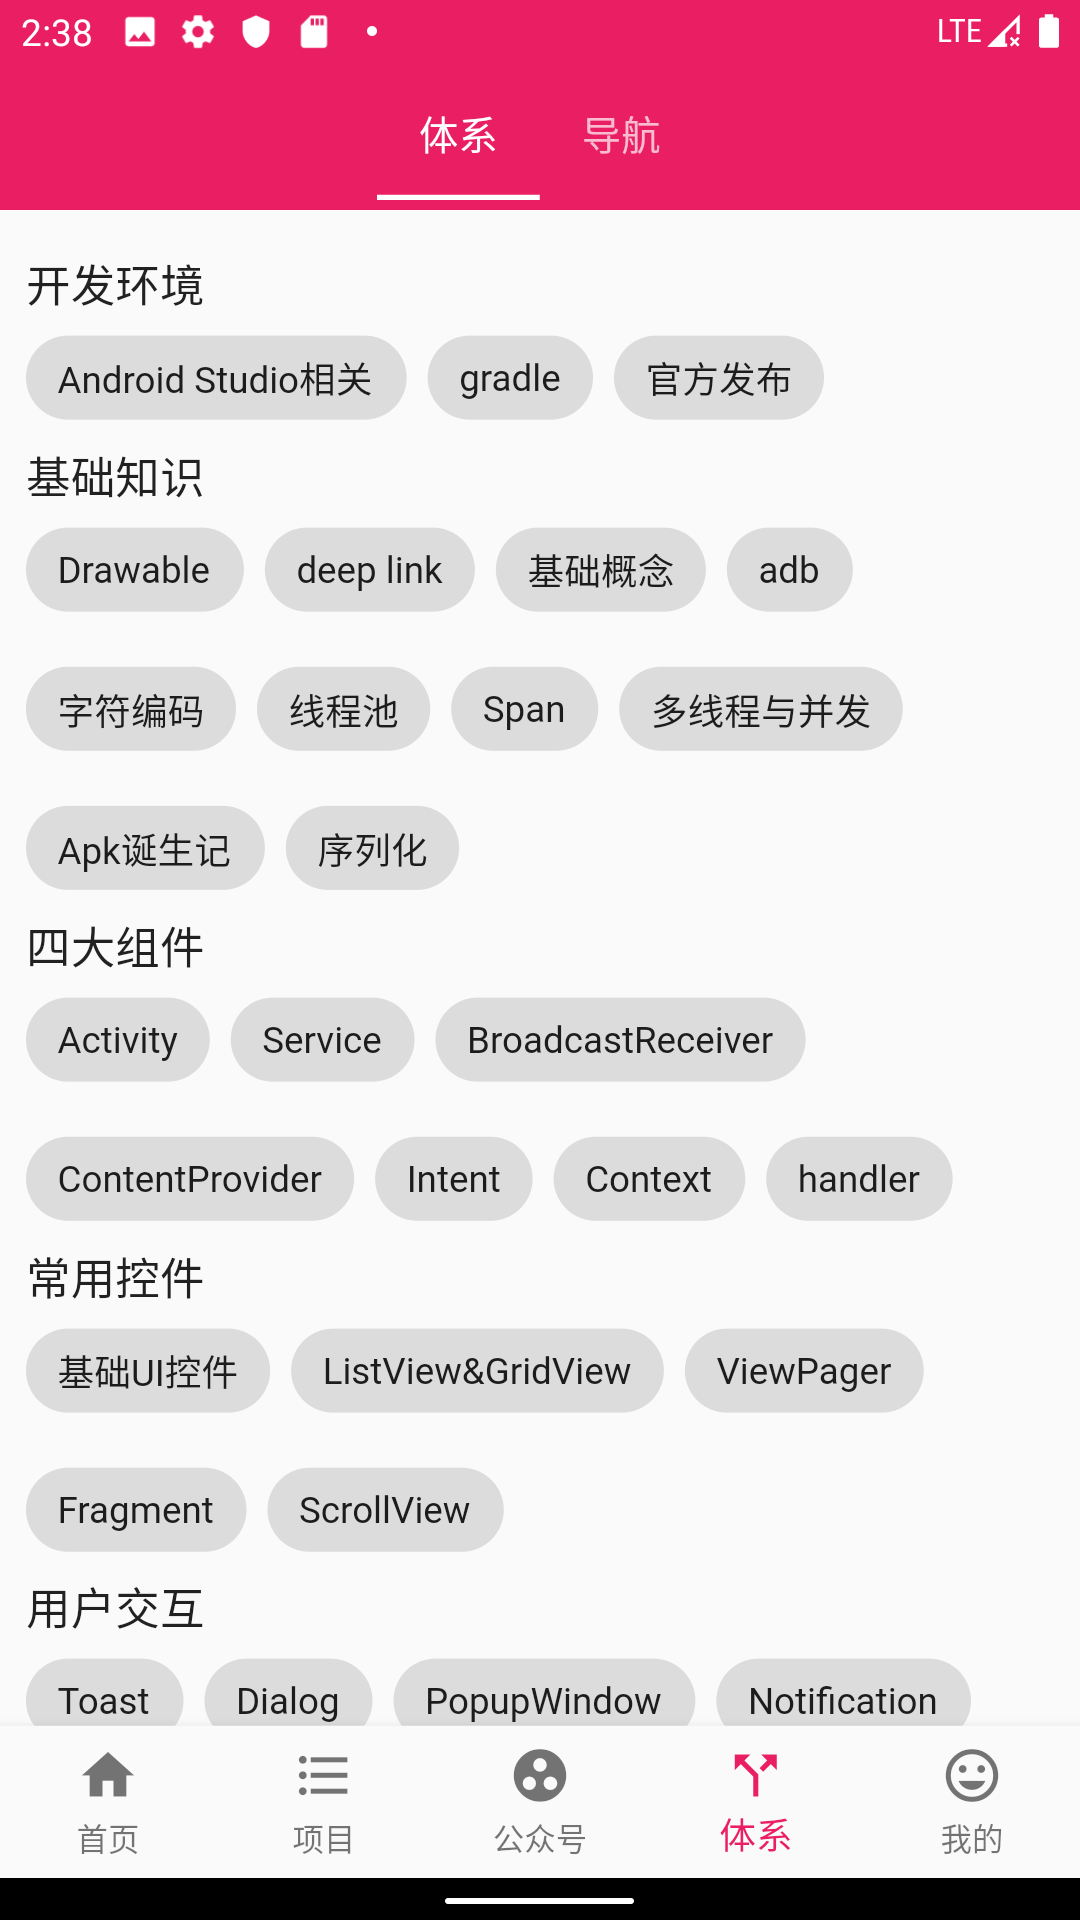 2:38 LTE
体系 导航
开发环境
Android Studio相关 gradle 官方发布
基础知识
Drawable deep link 基础概念 adb
字符编码 线程池 Span 多线程与并发
Apk诞生记 序列化
四大组件
Activity Service BroadcastReceiver
ContentProvider Intent Context handler
常用控件
基础UI控件 ListView&GridView ViewPager
Fragment ScrollView
用户交互
Toast Dialog PopupWindow Notification
首页 项目 公众号 体系 我的